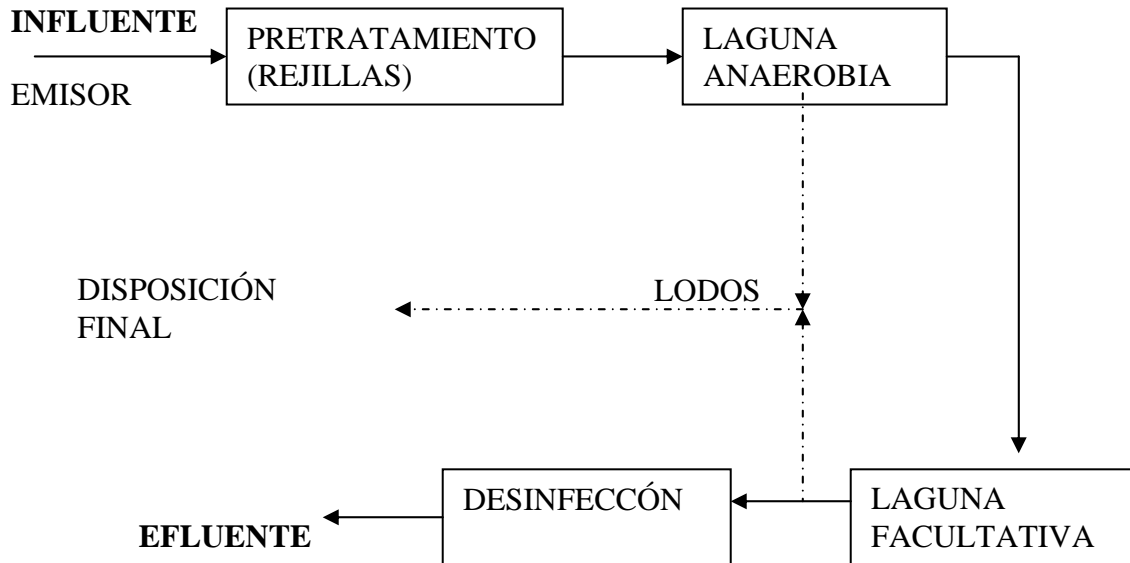 INFLUENTE
EMISOR
PRETRATAMIENTO
(REJILLAS)
LAGUNA
ANAEROBIA
DISPOSICIÓN
FINAL
LODOS
EFLUENTE
DESINFECCÓN
LAGUNA
FACULTATIVA